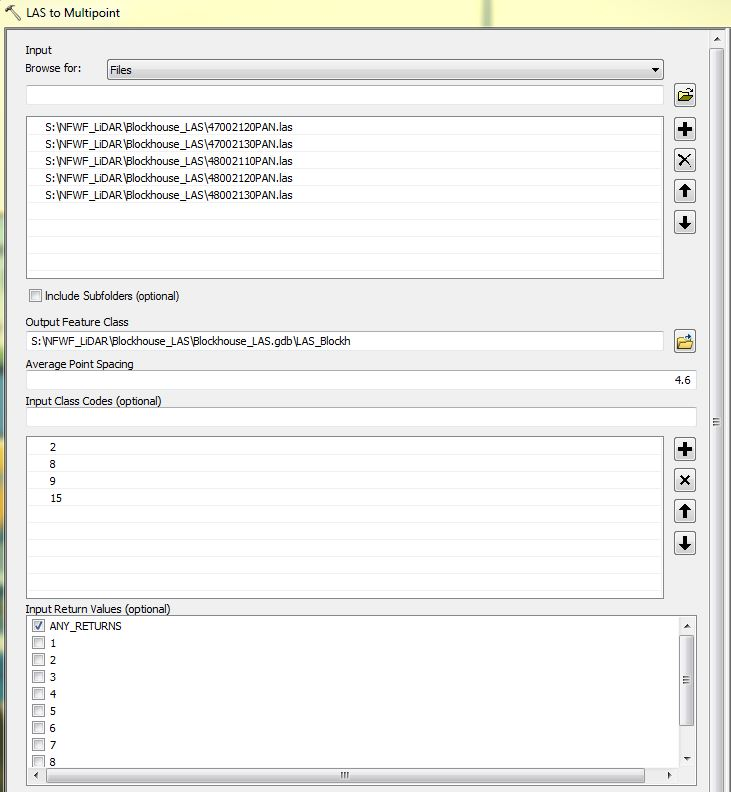 LAS to Multipoint
Input
Browse for:
Files
S:\NFWF_LiDAR\Blockhouse_LAS\47002120PAN.las
S:\NFWF_LiDAR\Blockhouse_LAS\47002130PAN.las
S:\NFWF_LiDAR\Blockhouse_LAS\48002110PAN.las
S:\NFWF_LiDAR\Blockhouse_LAS\48002120PAN.las
S:\NFWF_LiDAR\Blockhouse_LAS\48002130PAN.las
Include Subfolders (optional)
Output Feature Class
S:\NFWF_LiDAR\Blockhouse_LAS\Blockhouse_LAS.gdb\LAS_Blockh
Average Point Spacing
4.6
Input Class Codes (optional)
2
8
9
15
Input Return Values (optional)
ANY_RETURNS
1
2
3
4
5
6
7
8